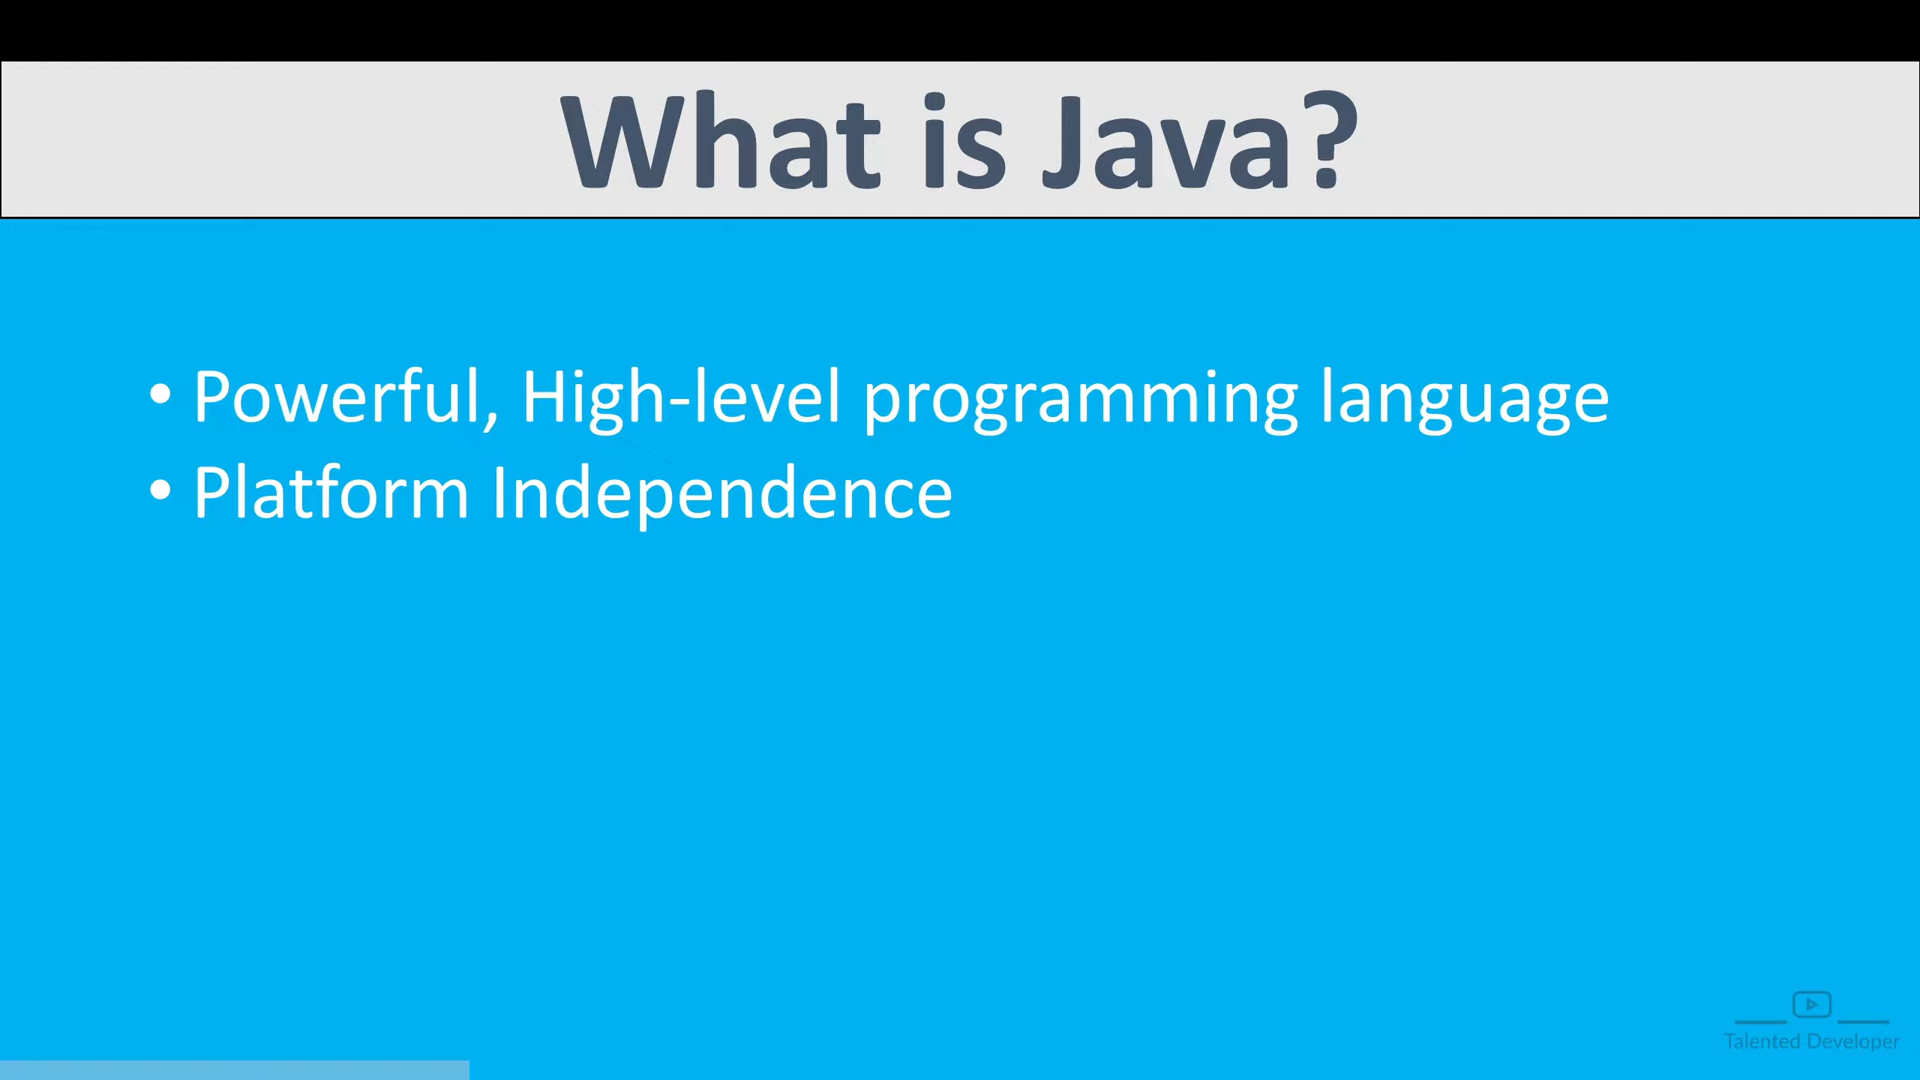 What is Java?
• Powerful, High-level programming language
• Platform Independence
Talented Developer